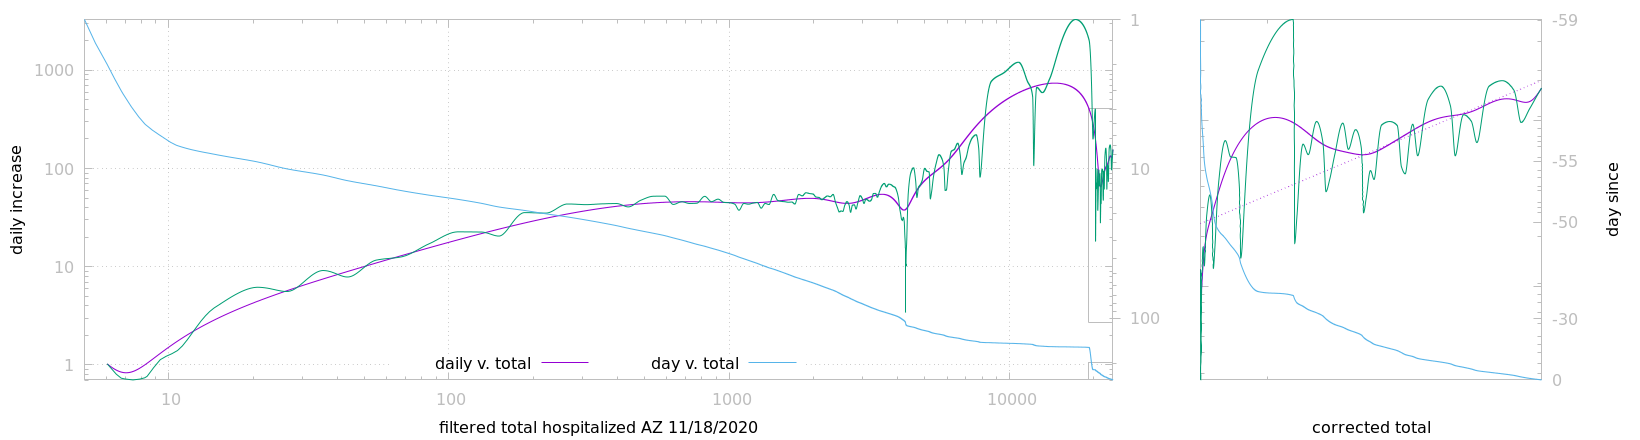 1000
100
10
1
daily increase
10
100
1000
10000
filtered total hospitalized AZ 11/18/2020
daily v. total
day v. total
1
10
100
-59
-55
-50
-30
0
day since
corrected total